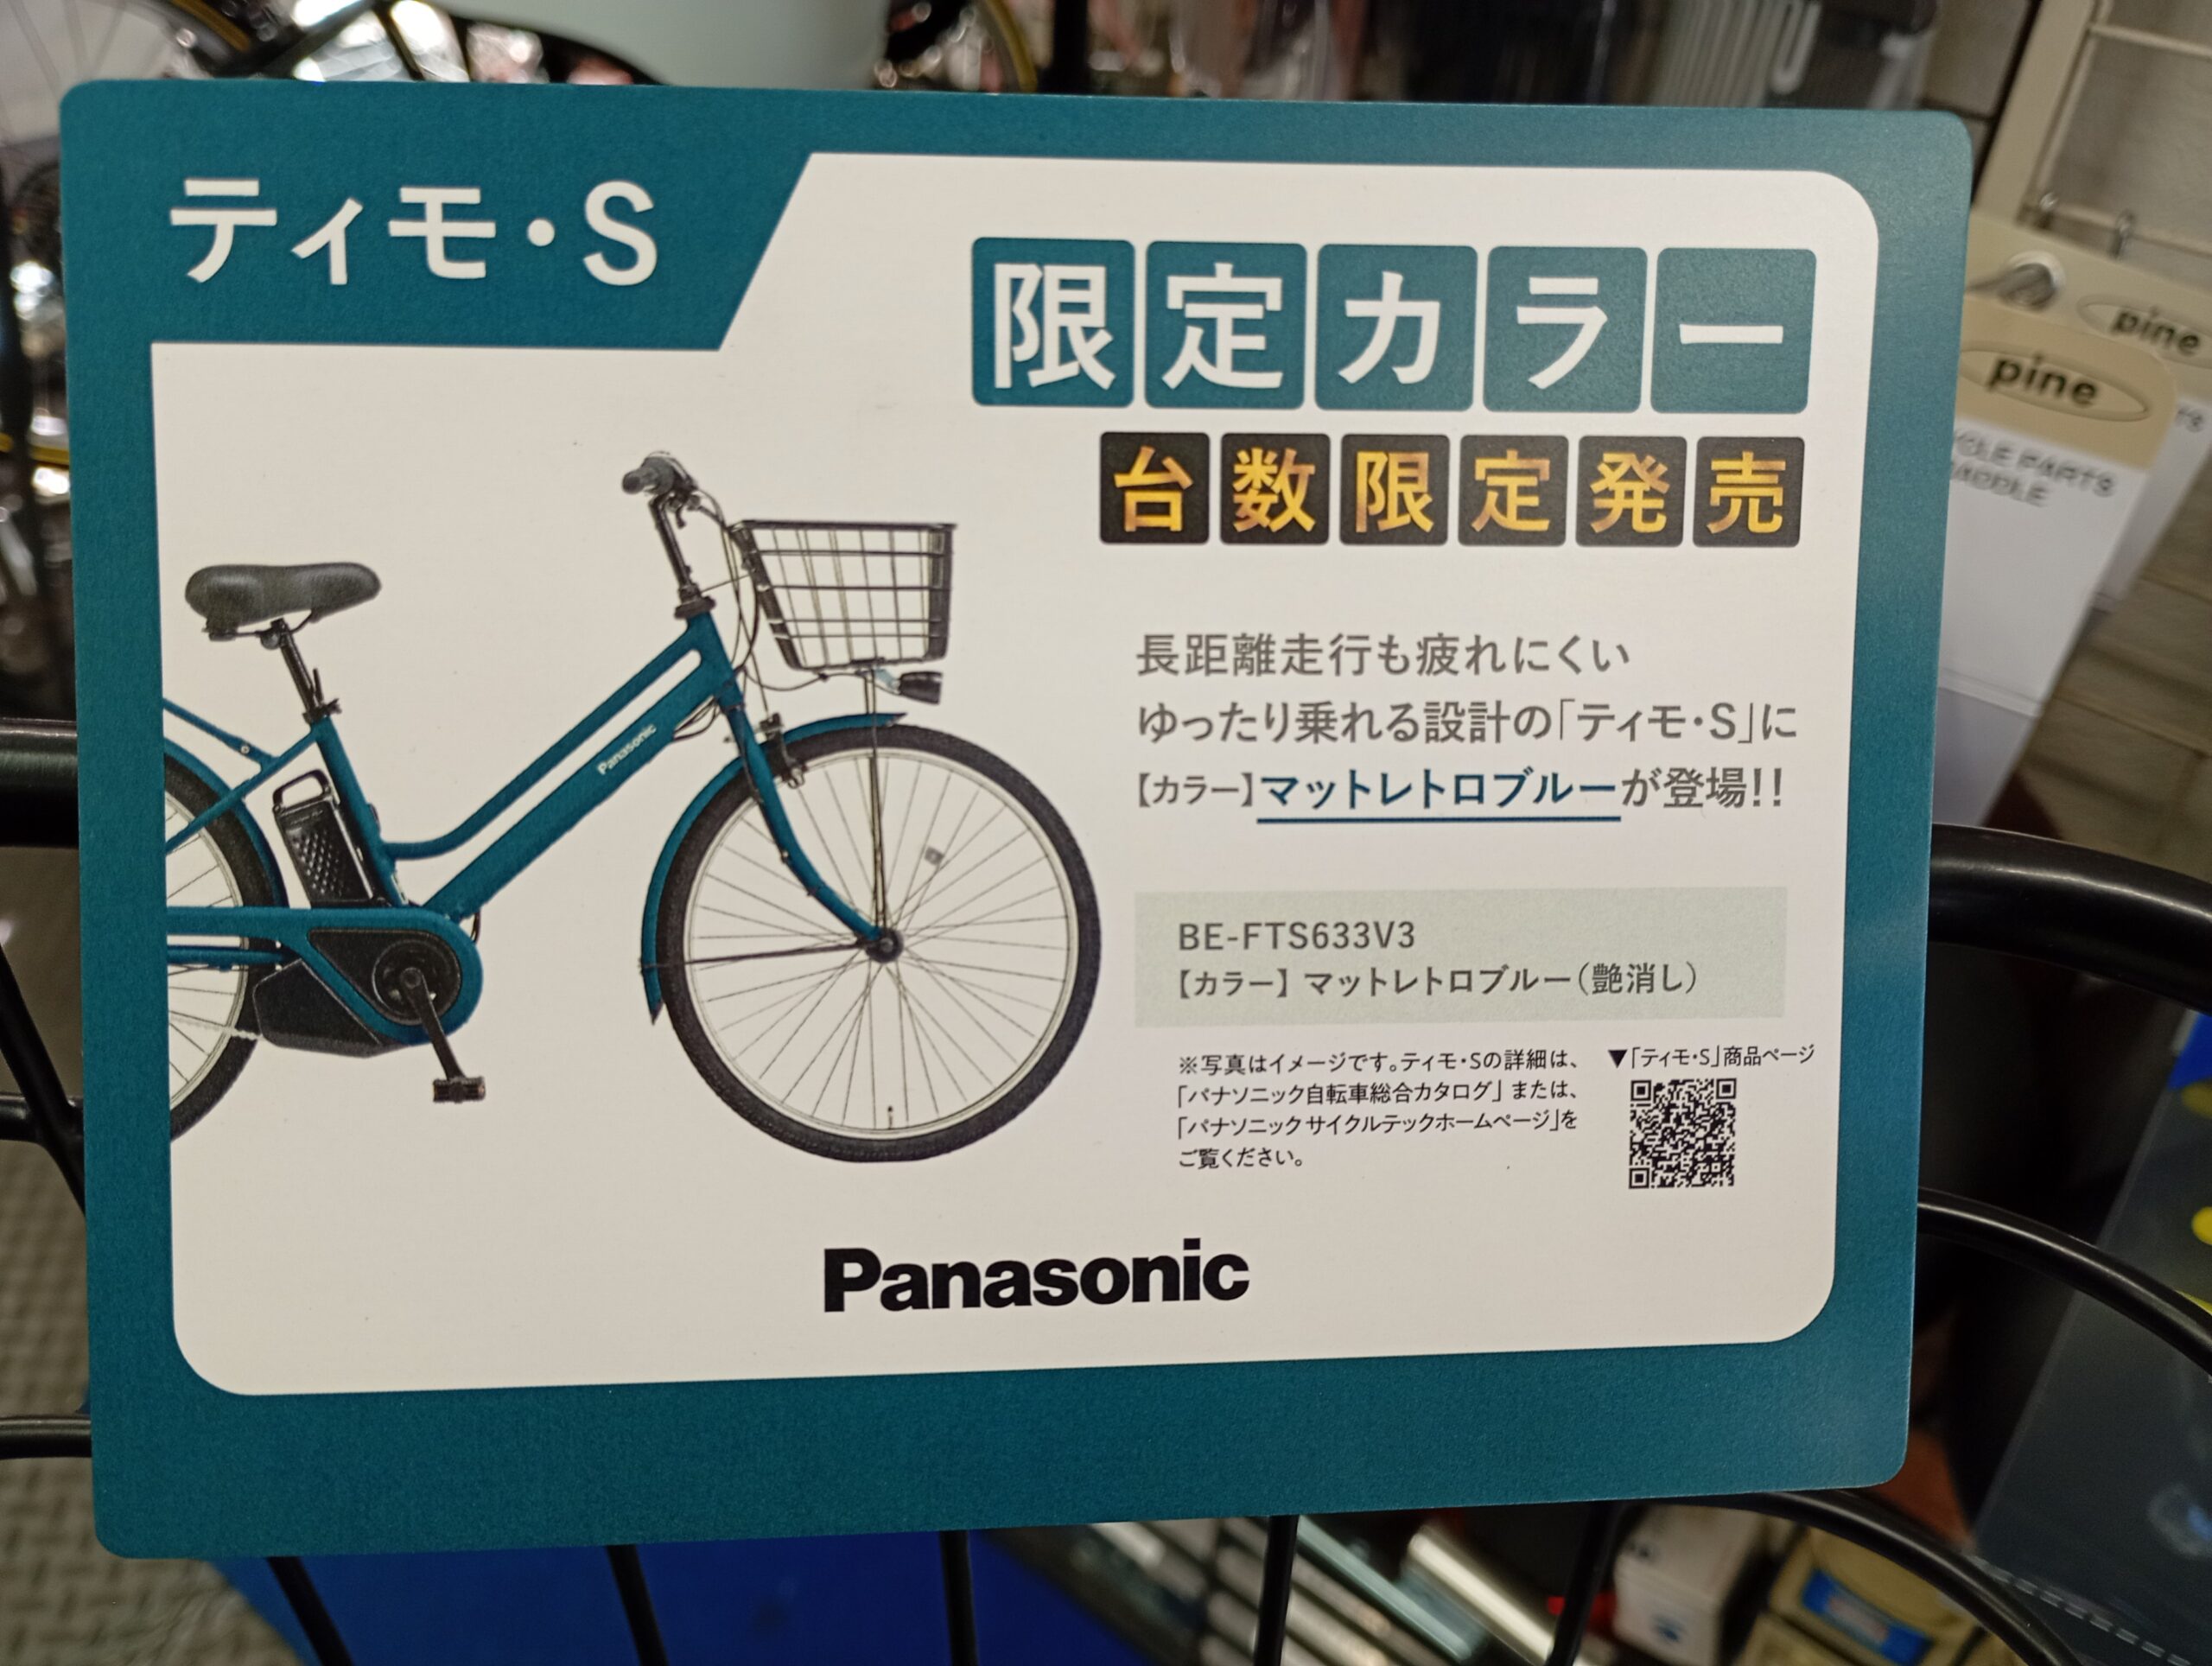 ティモ・S
限定カラー
台数限定発売
長距離走行も疲れにくい
ゆったり乗れる設計の「ティモ・S」に
【カラー】マットレトロブルーが登場!!
Panasonic
BE-FTS633V3
【カラー】マットレトロブルー(艶消し)
※写真はイメージです。ティモ・Sの詳細は、
「パナソニック自転車総合カタログ」または、
「パナソニックサイクルテックホームページ」を
ご覧ください。
▼「ティモ・S」商品ページ
Panasonic
pine
pine